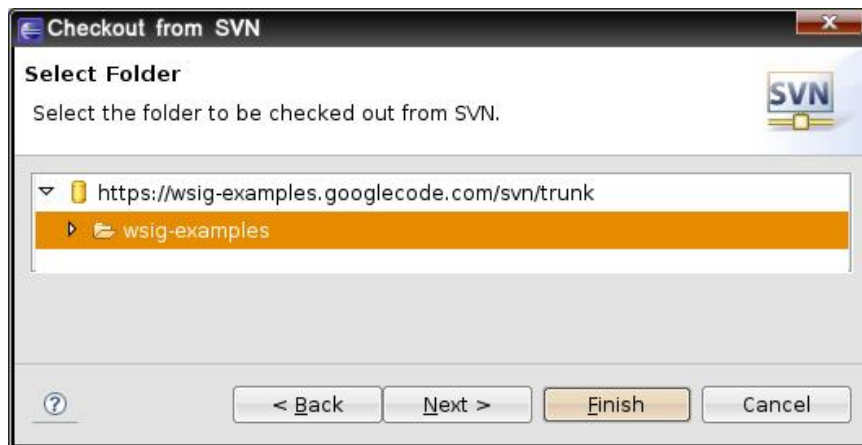 Checkout from SVN
Select Folder
Select the folder to be checked out from SVN.
SVN
https://wsig-examples.googlecode.com/svn/trunk
wsig-examples
< Back Next > Finish Cancel